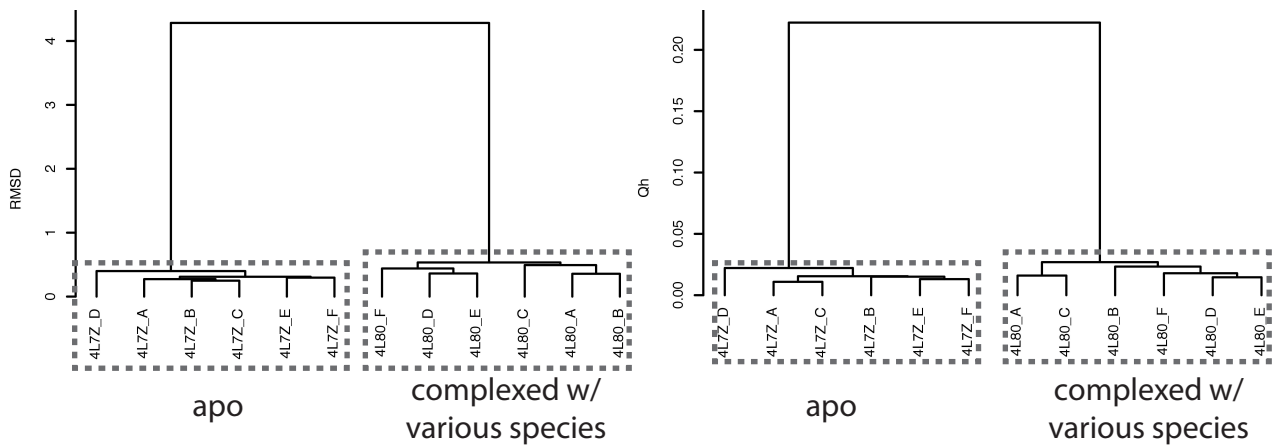 RMSD
4
3
2
1
0
4L7Z_D
4L7Z_A
4L7Z_B
4L7Z_C
4L7Z_E
4L7Z_F
4L80_F
4L80_D
4L80_E
4L80_C
4L80_A
4L80_B
apo
complexed w/
various species
Qh
0.20
0.15
0.10
0.05
0.00
4L7Z_D
4L7Z_A
4L7Z_C
4L7Z_B
4L7Z_E
4L7Z_F
4L80_A
4L80_C
4L80_B
4L80_F
4L80_D
4L80_E
apo
complexed w/
various species